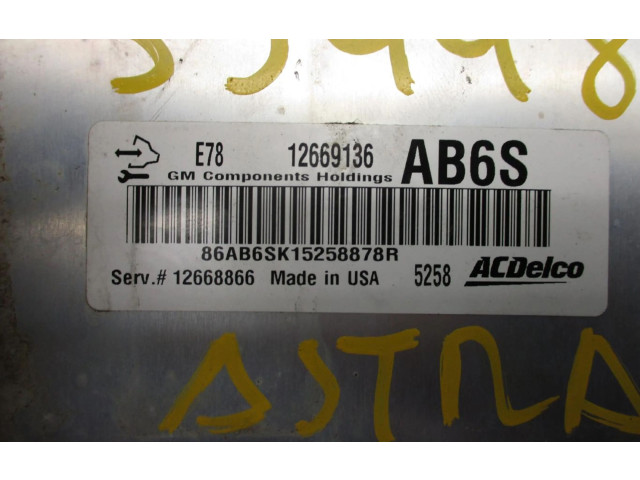 E78 12669136 AB6S
GM Components Holdings
86AB6SK15258878R
Serv.# 12668866 Made in USA 5258 ACDelco
ASTRA